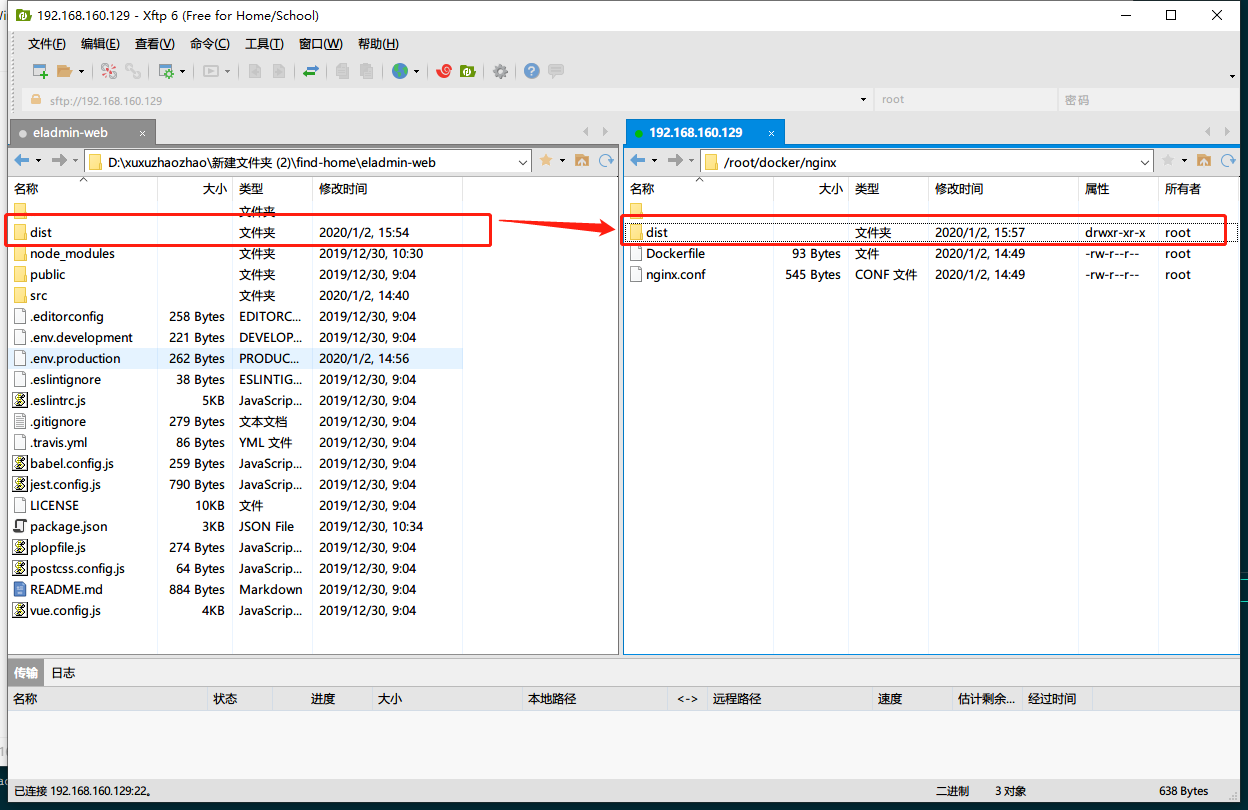 192.168.160.129 - Xftp 6 (Free for Home/School)
文件(F) 编辑(E) 查看(V) 命令(C) 工具(T) 窗口(W) 帮助(H)
sftp://192.168.160.129 root 密码
eladmin-web × 192.168.160.129 ×
D:\xuxuzhaozhao\新建文件夹 (2)\find-home\eladmin-web /root/docker/nginx
名称 大小 类型 修改时间 名称 大小 类型 修改时间 属性 所有者
文件夹
dist 文件夹 2020/1/2, 15:54 dist 文件夹 2020/1/2, 15:57 drwxr-xr-x root
node_modules 文件夹 2019/12/30, 10:30 Dockerfile 93 Bytes 文件 2020/1/2, 14:49 -rw-r--r-- root
public 文件夹 2019/12/30, 9:04 nginx.conf 545 Bytes CONF 文件 2020/1/2, 14:49 -rw-r--r-- root
src 文件夹 2020/1/2, 14:40
.editorconfig 258 Bytes EDITORC... 2019/12/30, 9:04
.env.development 221 Bytes DEVELOP... 2019/12/30, 9:04
.env.production 262 Bytes PRODUC... 2020/1/2, 14:56
.eslintignore 38 Bytes ESLINTIG... 2019/12/30, 9:04
.eslintrc.js 5KB JavaScrip... 2019/12/30, 9:04
.gitignore 279 Bytes 文本文档 2019/12/30, 9:04
.travis.yml 86 Bytes YML 文件 2019/12/30, 9:04
babel.config.js 259 Bytes JavaScrip... 2019/12/30, 9:04
jest.config.js 790 Bytes JavaScrip... 2019/12/30, 9:04
LICENSE 10KB 文件 2019/12/30, 9:04
package.json 3KB JSON File 2019/12/30, 10:34
plopfile.js 274 Bytes JavaScrip... 2019/12/30, 9:04
postcss.config.js 64 Bytes JavaScrip... 2019/12/30, 9:04
README.md 884 Bytes Markdown 2019/12/30, 9:04
vue.config.js 4KB JavaScrip... 2019/12/30, 9:04
传输 日志
名称 状态 进度 大小 本地路径 <-> 远程路径 速度 估计剩余... 经过时间
已连接 192.168.160.129:22。 二进制 3 对象 638 Bytes